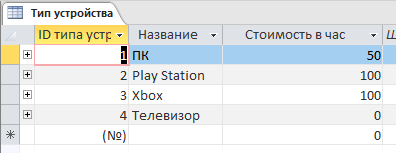 Тип устройства
ID типа устр Название Стоимость в час
1 ПК 50
2 Play Station 100
3 Xbox 100
4 Телевизор 0
(№) 0